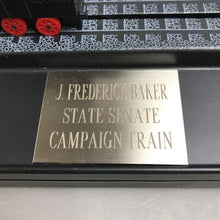 J. FREDERICK BAKER
STATE SENATE
CAMPAIGN TRAIN